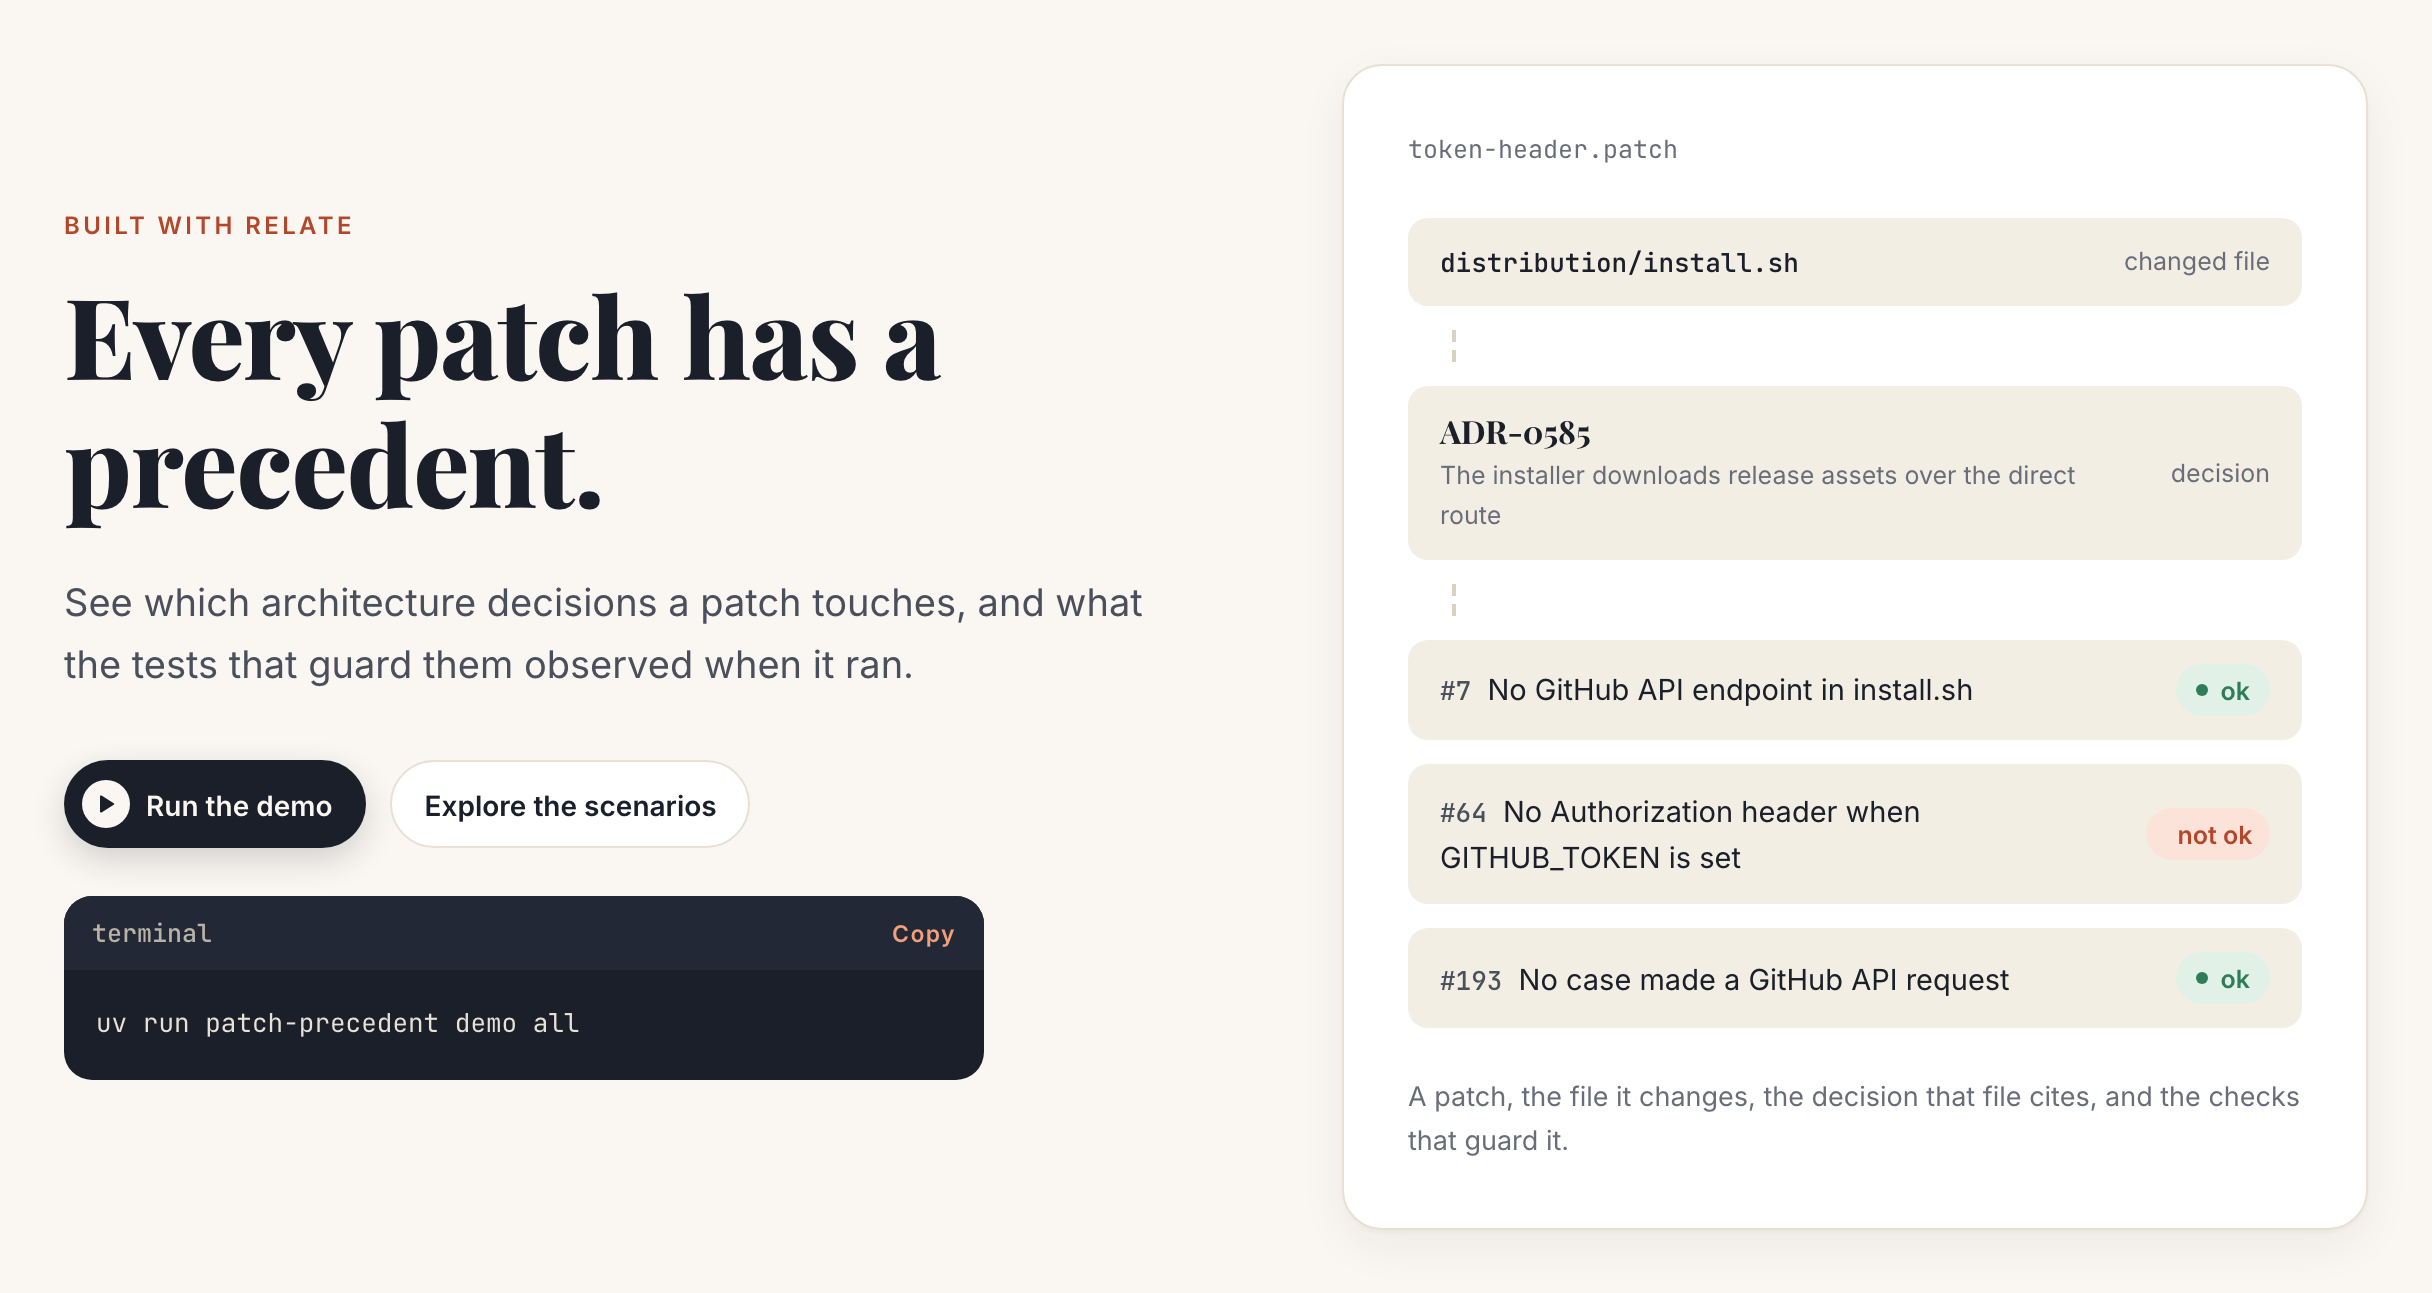 BUILT WITH RELATE
Every patch has a
precedent.
See which architecture decisions a patch touches, and what
the tests that guard them observed when it ran.
Run the demo
Explore the scenarios
terminal
Copy
uv run patch-precedent demo all
token-header.patch
distribution/install.sh
changed file
ADR-0585
The installer downloads release assets over the direct
route
decision
#7 No GitHub API endpoint in install.sh
ok
#64 No Authorization header when
GITHUB_TOKEN is set
not ok
#193 No case made a GitHub API request
ok
A patch, the file it changes, the decision that file cites, and the checks
that guard it.